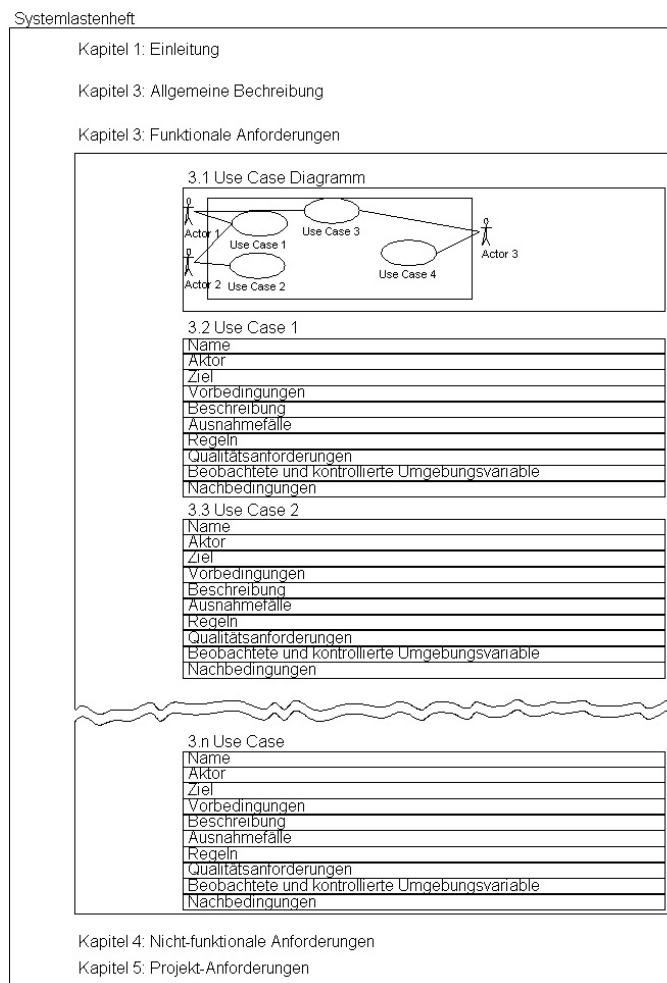 Systemlastenheft
Kapitel 1: Einleitung
Kapitel 3: Allgemeine Bechreibung
Kapitel 3: Funktionale Anforderungen
3.1 Use Case Diagramm
Actor 1
Use Case 1
Use Case 3
Actor 3
Actor 2
Use Case 2
Use Case 4
3.2 Use Case 1
Name
Aktor
Ziel
Vorbedingungen
Beschreibung
Ausnahmefälle
Regeln
Qualitätsanforderungen
Beobachtete und kontrollierte Umgebungsvariable
Nachbedingungen
3.3 Use Case 2
Name
Aktor
Ziel
Vorbedingungen
Beschreibung
Ausnahmefälle
Regeln
Qualitätsanforderungen
Beobachtete und kontrollierte Umgebungsvariable
Nachbedingungen
3.n Use Case
Name
Aktor
Ziel
Vorbedingungen
Beschreibung
Ausnahmefälle
Regeln
Qualitätsanforderungen
Beobachtete und kontrollierte Umgebungsvariable
Nachbedingungen
Kapitel 4: Nicht-funktionale Anforderungen
Kapitel 5: Projekt-Anforderungen